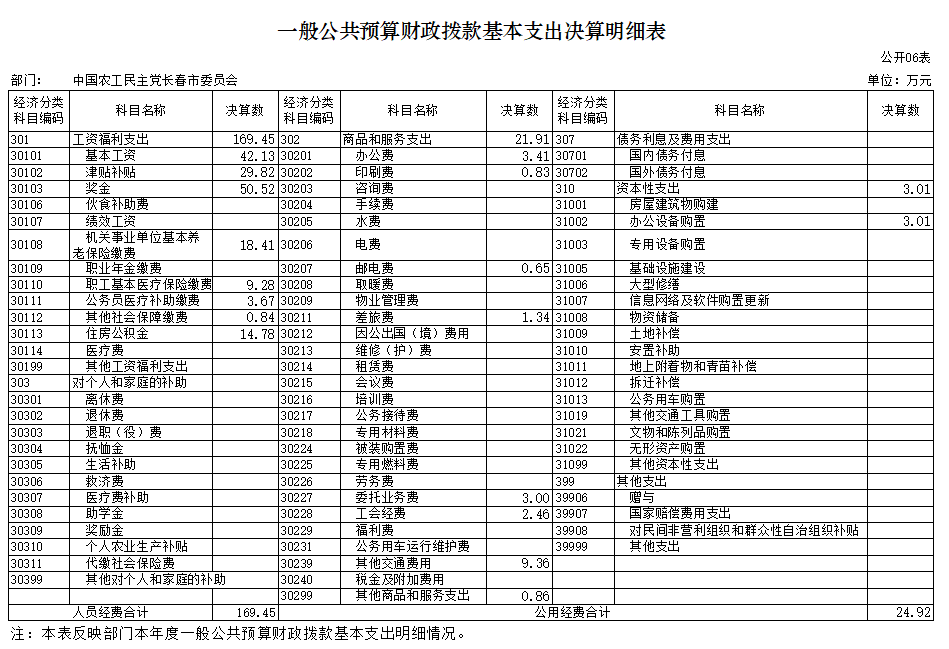 一般公共预算财政拨款基本支出决算明细表
公开06表
部门： 中国农工民主党长春市委员会 单位：万元
经济分类科目编码 科目名称 决算数 经济分类科目编码 科目名称 决算数 经济分类科目编码 科目名称 决算数
301 工资福利支出 169.45 302 商品和服务支出 21.91 307 债务利息及费用支出
30101 基本工资 42.13 30201 办公费 3.41 30701 国内债务付息
30102 津贴补贴 29.82 30202 印刷费 0.83 30702 国外债务付息
30103 奖金 50.52 30203 咨询费 310 资本性支出 3.01
30106 伙食补助费 30204 手续费 31001 房屋建筑物购建
30107 绩效工资 30205 水费 31002 办公设备购置 3.01
30108 机关事业单位基本养老保险缴费 18.41 30206 电费 31003 专用设备购置
30109 职业年金缴费 30207 邮电费 0.65 31005 基础设施建设
30110 职工基本医疗保险缴费 9.28 30208 取暖费 31006 大型修缮
30111 公务员医疗补助缴费 3.67 30209 物业管理费 31007 信息网络及软件购置更新
30112 其他社会保障缴费 0.84 30211 差旅费 1.34 31008 物资储备
30113 住房公积金 14.78 30212 因公出国（境）费用 31009 土地补偿
30114 医疗费 30213 维修（护）费 31010 安置补助
30199 其他工资福利支出 30214 租赁费 31011 地上附着物和青苗补偿
303 对个人和家庭的补助 30215 会议费 31012 拆迁补偿
30301 离休费 30216 培训费 31013 公务用车购置
30302 退休费 30217 公务接待费 31019 其他交通工具购置
30303 退职（役）费 30218 专用材料费 31021 文物和陈列品购置
30304 抚恤金 30224 被装购置费 31022 无形资产购置
30305 生活补助 30225 专用燃料费 31099 其他资本性支出
30306 救济费 30226 劳务费 399 其他支出
30307 医疗费补助 30227 委托业务费 3.00 39906 赠与
30308 助学金 30228 工会经费 2.46 39907 国家赔偿费用支出
30309 奖励金 30229 福利费 39908 对民间非营利组织和群众性自治组织补贴
30310 个人农业生产补贴 30231 公务用车运行维护费 39999 其他支出
30311 代缴社会保险费 30239 其他交通费用 9.36
30399 其他对个人和家庭的补助 30240 税金及附加费用
30299 其他商品和服务支出 0.86
人员经费合计 169.45 公用经费合计 24.92
注：本表反映部门本年度一般公共预算财政拨款基本支出明细情况。